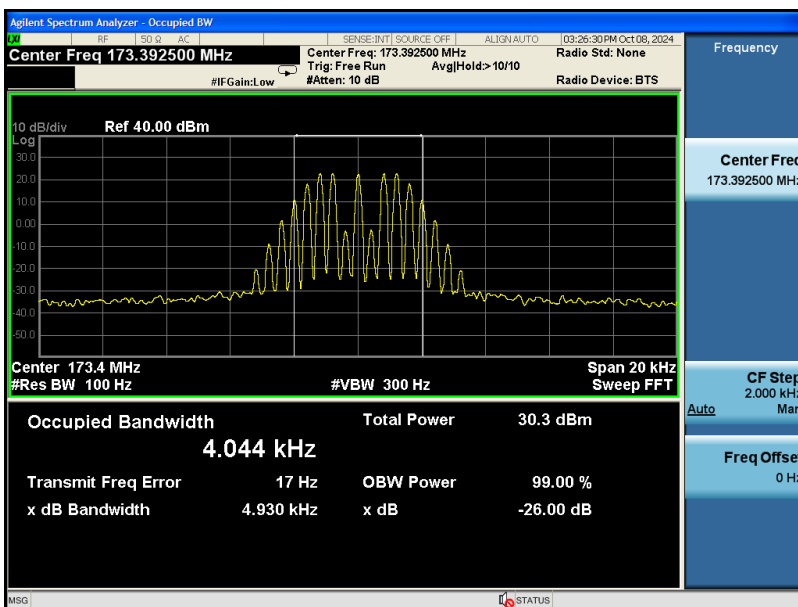 Agilent Spectrum Analyzer - Occupied BW
LXI RF 50 Ω AC SENSE:INT SOURCE OFF ALIGN AUTO 03:26:30 PM Oct 08, 2024
Center Freq 173.392500 MHz Center Freq: 173.392500 MHz Radio Std: None
Trig: Free Run Avg|Hold:>10/10
#IFGain:Low #Atten: 10 dB Radio Device: BTS
10 dB/div Ref 40.00 dBm
Log
30.0
20.0
10.0
0.00
-10.0
-20.0
-30.0
-40.0
-50.0
Center 173.4 MHz Span 20 kHz
#Res BW 100 Hz #VBW 300 Hz Sweep FFT
Occupied Bandwidth Total Power 30.3 dBm
4.044 kHz
Transmit Freq Error 17 Hz OBW Power 99.00 %
x dB Bandwidth 4.930 kHz x dB -26.00 dB
MSG STATUS
Frequency
Center Freq
173.392500 MHz
CF Step
2.000 kHz
Auto Man
Freq Offset
0 Hz